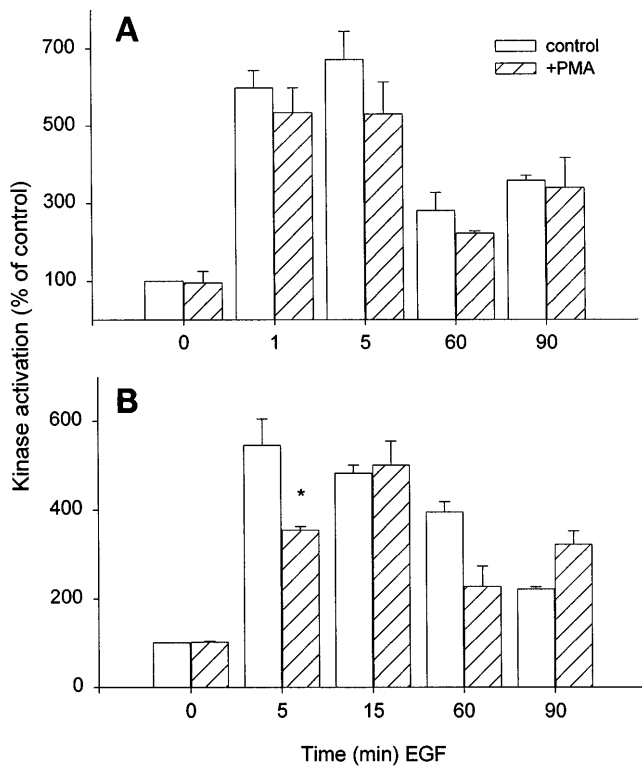 A
700
500
300
100
control
+PMA
0 1 5 60 90
Kinase activation (% of control)
B
600
400
200
0
*
0 5 15 60 90
Time (min) EGF